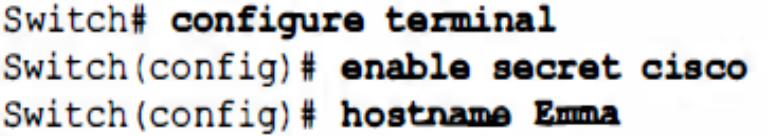 Switch# configure terminal
Switch(config)# enable secret cisco
Switch(config)# hostname Emma